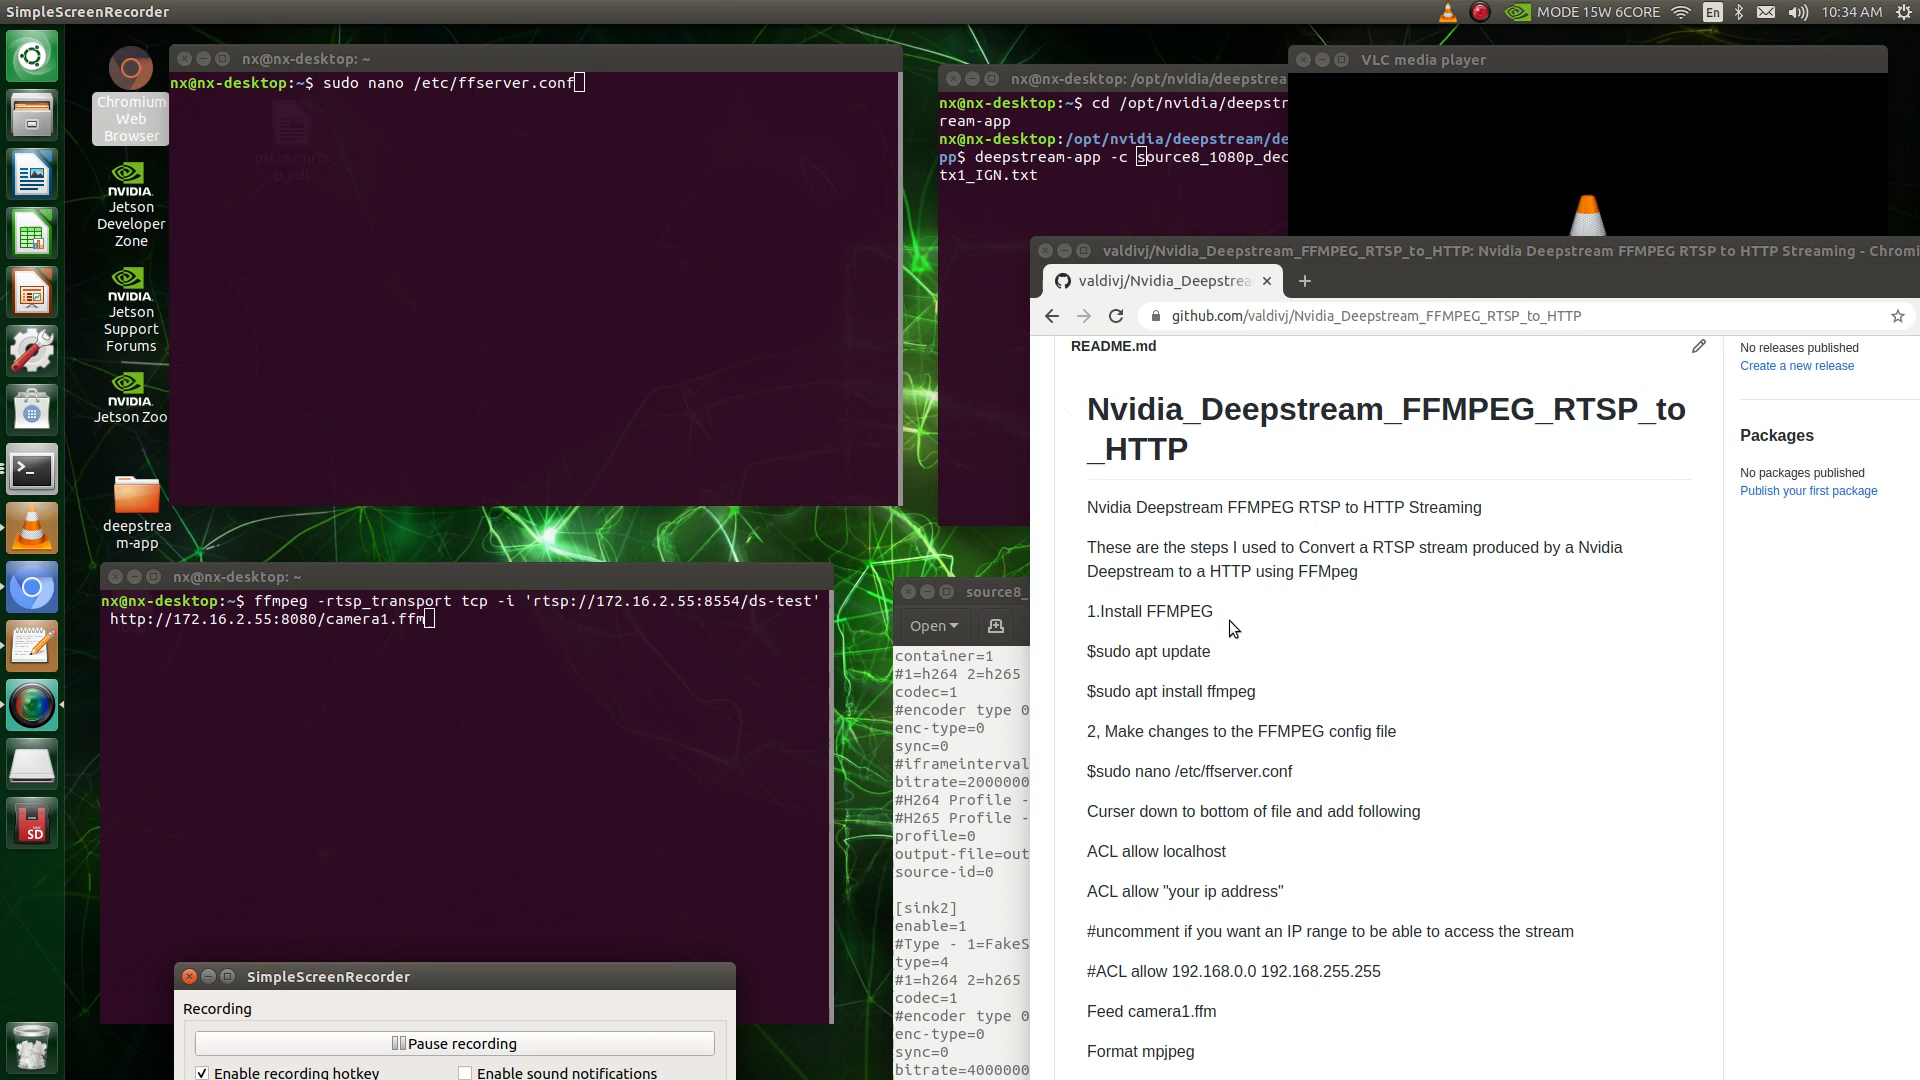 SimpleScreenRecorder
MODE 15W 6CORE
En
10:34 AM
Chromium
Web
Browser
NVIDIA.
Jetson
Developer
Zone
NVIDIA.
Jetson
Support
Forums
NVIDIA.
Jetson Zoo
deepstrea
m-app
SD
nx@nx-desktop: ~
nx@nx-desktop:~$ sudo nano /etc/ffserver.conf
gstreamrts
p.odt
nx@nx-desktop: /opt/nvidia/deepstrea
nx@nx-desktop:~$ cd /opt/nvidia/deepstr
ream-app
nx@nx-desktop:/opt/nvidia/deepstream/de
pp$ deepstream-app -c source8_1080p_dec
tx1_IGN.txt
VLC media player
nx@nx-desktop: ~
nx@nx-desktop:~$ ffmpeg -rtsp_transport tcp -i 'rtsp://172.16.2.55:8554/ds-test'
http://172.16.2.55:8080/camera1.ffm
source8_
Open
container=1
#1=h264 2=h265
codec=1
#encoder type 0
enc-type=0
sync=0
#iframeinterval
bitrate=2000000
#H264 Profile -
#H265 Profile -
profile=0
output-file=out
source-id=0
[sink2]
enable=1
#Type - 1=FakeS
type=4
#1=h264 2=h265
codec=1
#encoder type 0
enc-type=0
sync=0
bitrate=4000000
valdivj/Nvidia_Deepstream_FFMPEG_RTSP_to_HTTP: Nvidia Deepstream FFMPEG RTSP to HTTP Streaming - Chromi
valdivj/Nvidia_Deepstrea
github.com/valdivj/Nvidia_Deepstream_FFMPEG_RTSP_to_HTTP
README.md
Nvidia_Deepstream_FFMPEG_RTSP_to
_HTTP
Nvidia Deepstream FFMPEG RTSP to HTTP Streaming
These are the steps I used to Convert a RTSP stream produced by a Nvidia
Deepstream to a HTTP using FFMpeg
1.Install FFMPEG
$sudo apt update
$sudo apt install ffmpeg
2, Make changes to the FFMPEG config file
$sudo nano /etc/ffserver.conf
Curser down to bottom of file and add following
ACL allow localhost
ACL allow "your ip address"
#uncomment if you want an IP range to be able to access the stream
#ACL allow 192.168.0.0 192.168.255.255
Feed camera1.ffm
Format mpjpeg
No releases published
Create a new release
Packages
No packages published
Publish your first package
SimpleScreenRecorder
Recording
Pause recording
Enable recording hotkey
Enable sound notifications